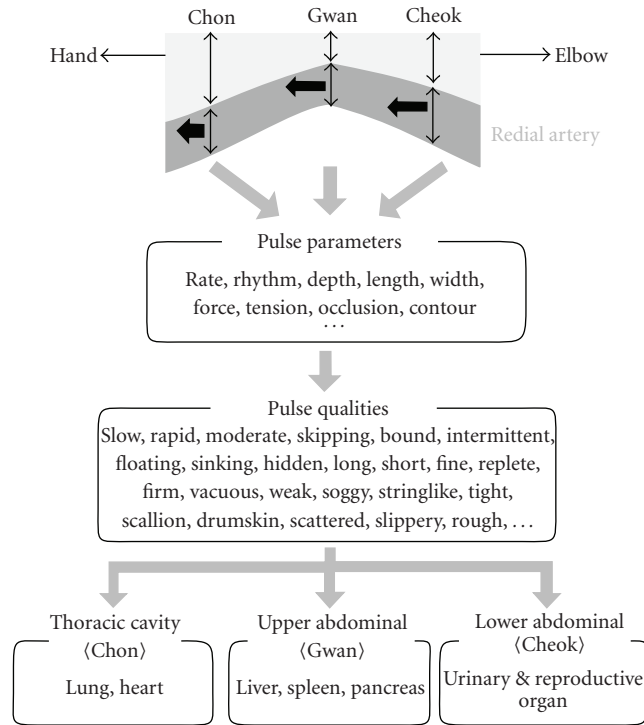 Chon
Gwan
Cheok
Hand
Elbow
Redial artery
Pulse parameters
Rate, rhythm, depth, length, width,
force, tension, occlusion, contour
...
Pulse qualities
Slow, rapid, moderate, skipping, bound, intermittent,
floating, sinking, hidden, long, short, fine, replete,
firm, vacuous, weak, soggy, stringlike, tight,
scallion, drumskin, scattered, slippery, rough, ...
Thoracic cavity
⟨Chon⟩
Lung, heart
Upper abdominal
⟨Gwan⟩
Liver, spleen, pancreas
Lower abdominal
⟨Cheok⟩
Urinary & reproductive
organ